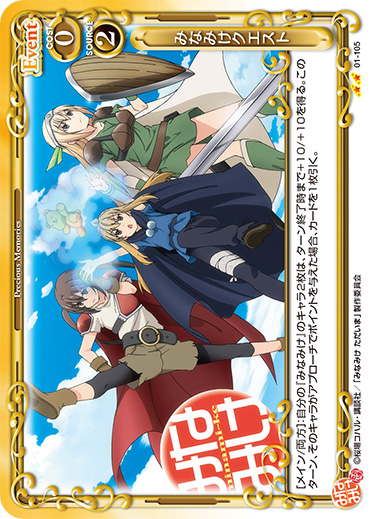 Event
COST
0
SOURCE
2
みなみけクエスト
01-105
Precious Memories
みなみけ
［メイン/両方］：自分の「みなみけ」のキャラ2枚は、ターン終了時まで＋10/＋10を得る。この
ターン、そのキャラがアプローチでポイントを与えた場合、カードを1枚引く。
©桜場コハル・講談社／「みなみけ ただいま」製作委員会